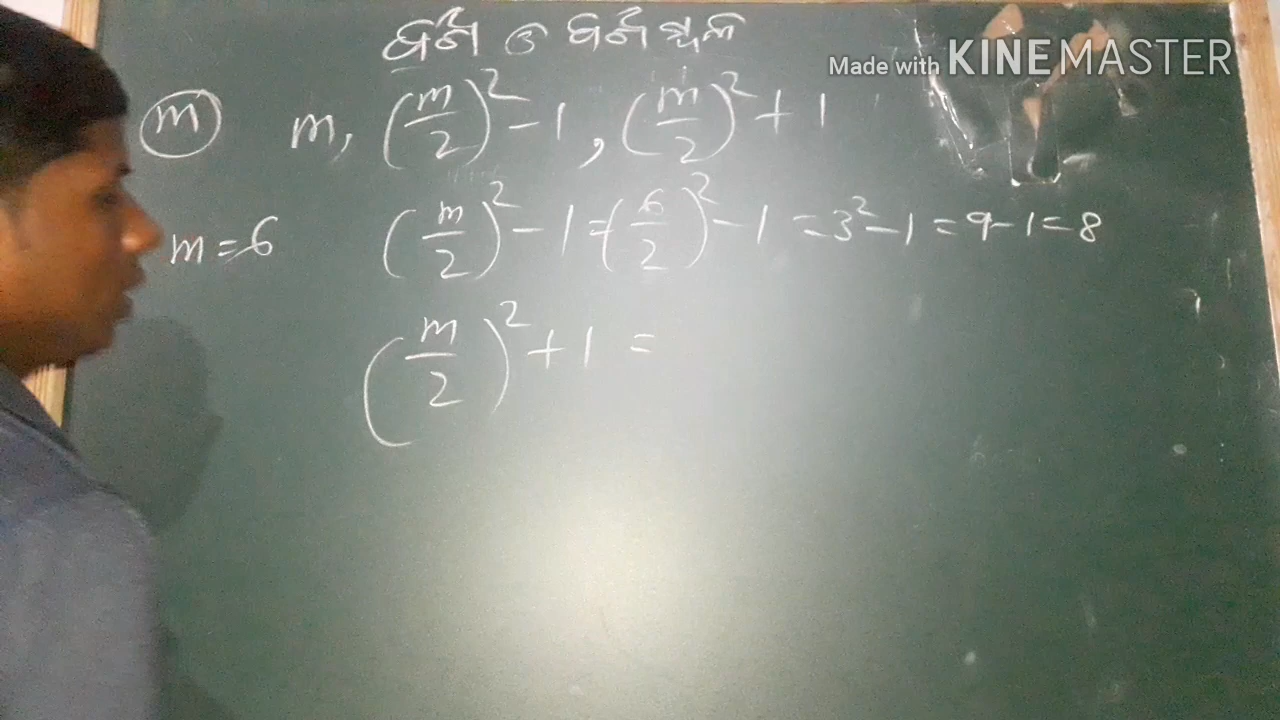 ବର୍ଗ ଓ ବର୍ଗମୂଳ
Made with KINEMASTER
m m, (m/2)² - 1, (m/2)² + 1
m = 6 (m/2)² - 1 = (6/2)² - 1 = 3² - 1 = 9 - 1 = 8
(m/2)² + 1 =